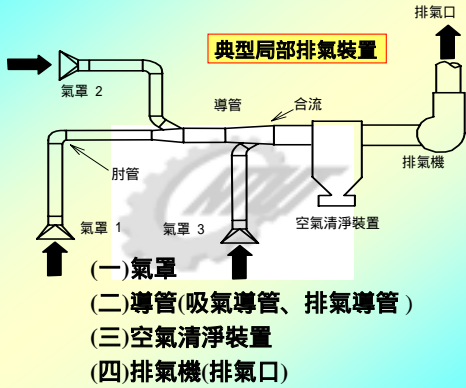 排氣口
典型局部排氣裝置
氣罩 2
導管
合流
排氣機
肘管
氣罩 1
氣罩 3
空氣清淨裝置
(一)氣罩
(二)導管(吸氣導管、排氣導管 )
(三)空氣清淨裝置
(四)排氣機(排氣口)